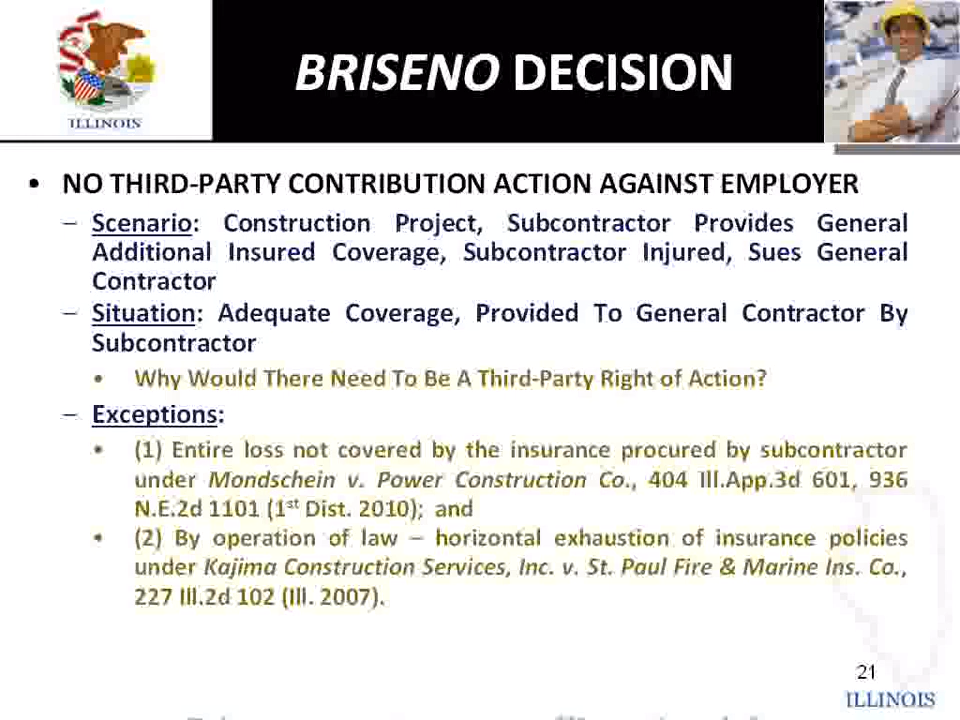 ILLINOIS
BRISENO DECISION
• NO THIRD-PARTY CONTRIBUTION ACTION AGAINST EMPLOYER
– Scenario: Construction Project, Subcontractor Provides General
Additional Insured Coverage, Subcontractor Injured, Sues General
Contractor
– Situation: Adequate Coverage, Provided To General Contractor By
Subcontractor
• Why Would There Need To Be A Third-Party Right of Action?
– Exceptions:
• (1) Entire loss not covered by the insurance procured by subcontractor
under Mondschein v. Power Construction Co., 404 Ill.App.3d 601, 936
N.E.2d 1101 (1st Dist. 2010); and
• (2) By operation of law – horizontal exhaustion of insurance policies
under Kajima Construction Services, Inc. v. St. Paul Fire & Marine Ins. Co.,
227 Ill.2d 102 (Ill. 2007).
21
ILLINOIS